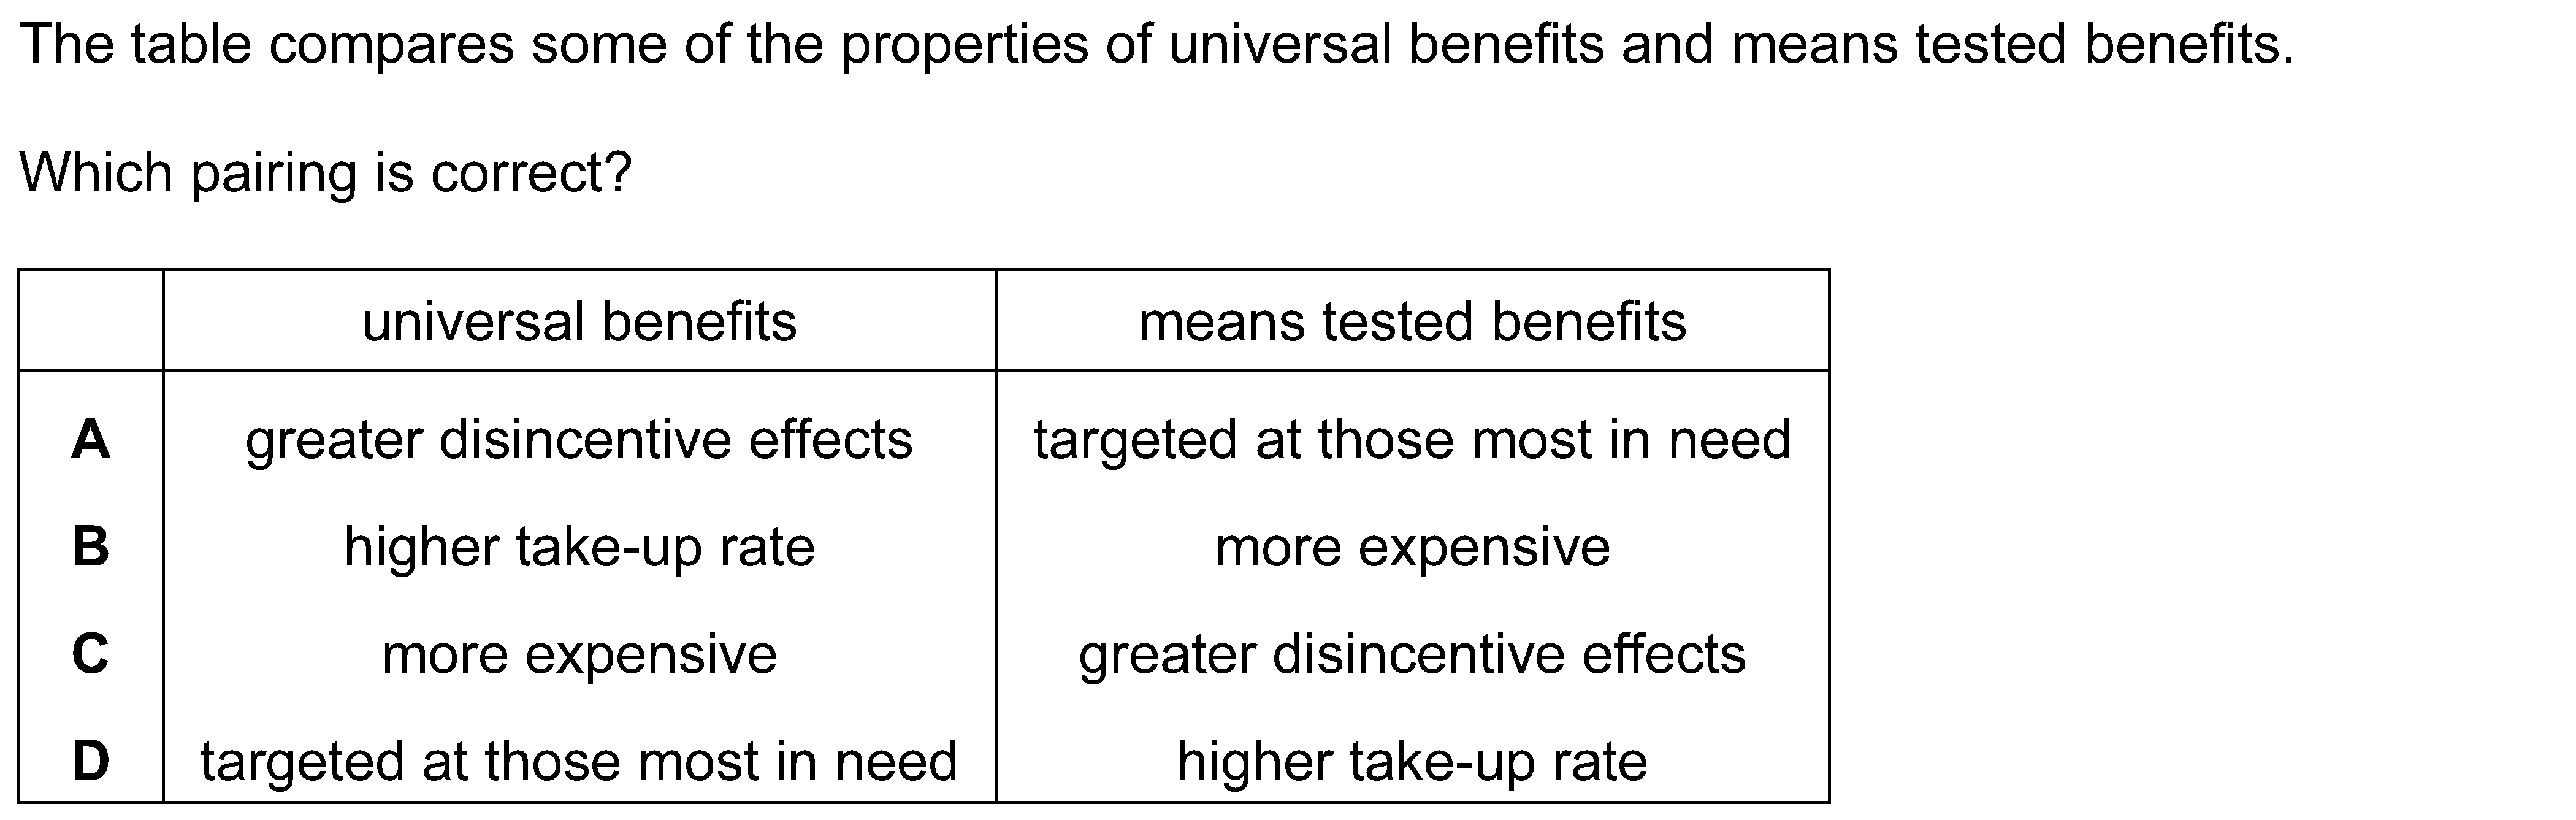 The table compares some of the properties of universal benefits and means tested benefits.
Which pairing is correct?
universal benefits means tested benefits
A greater disincentive effects targeted at those most in need
B higher take-up rate more expensive
C more expensive greater disincentive effects
D targeted at those most in need higher take-up rate